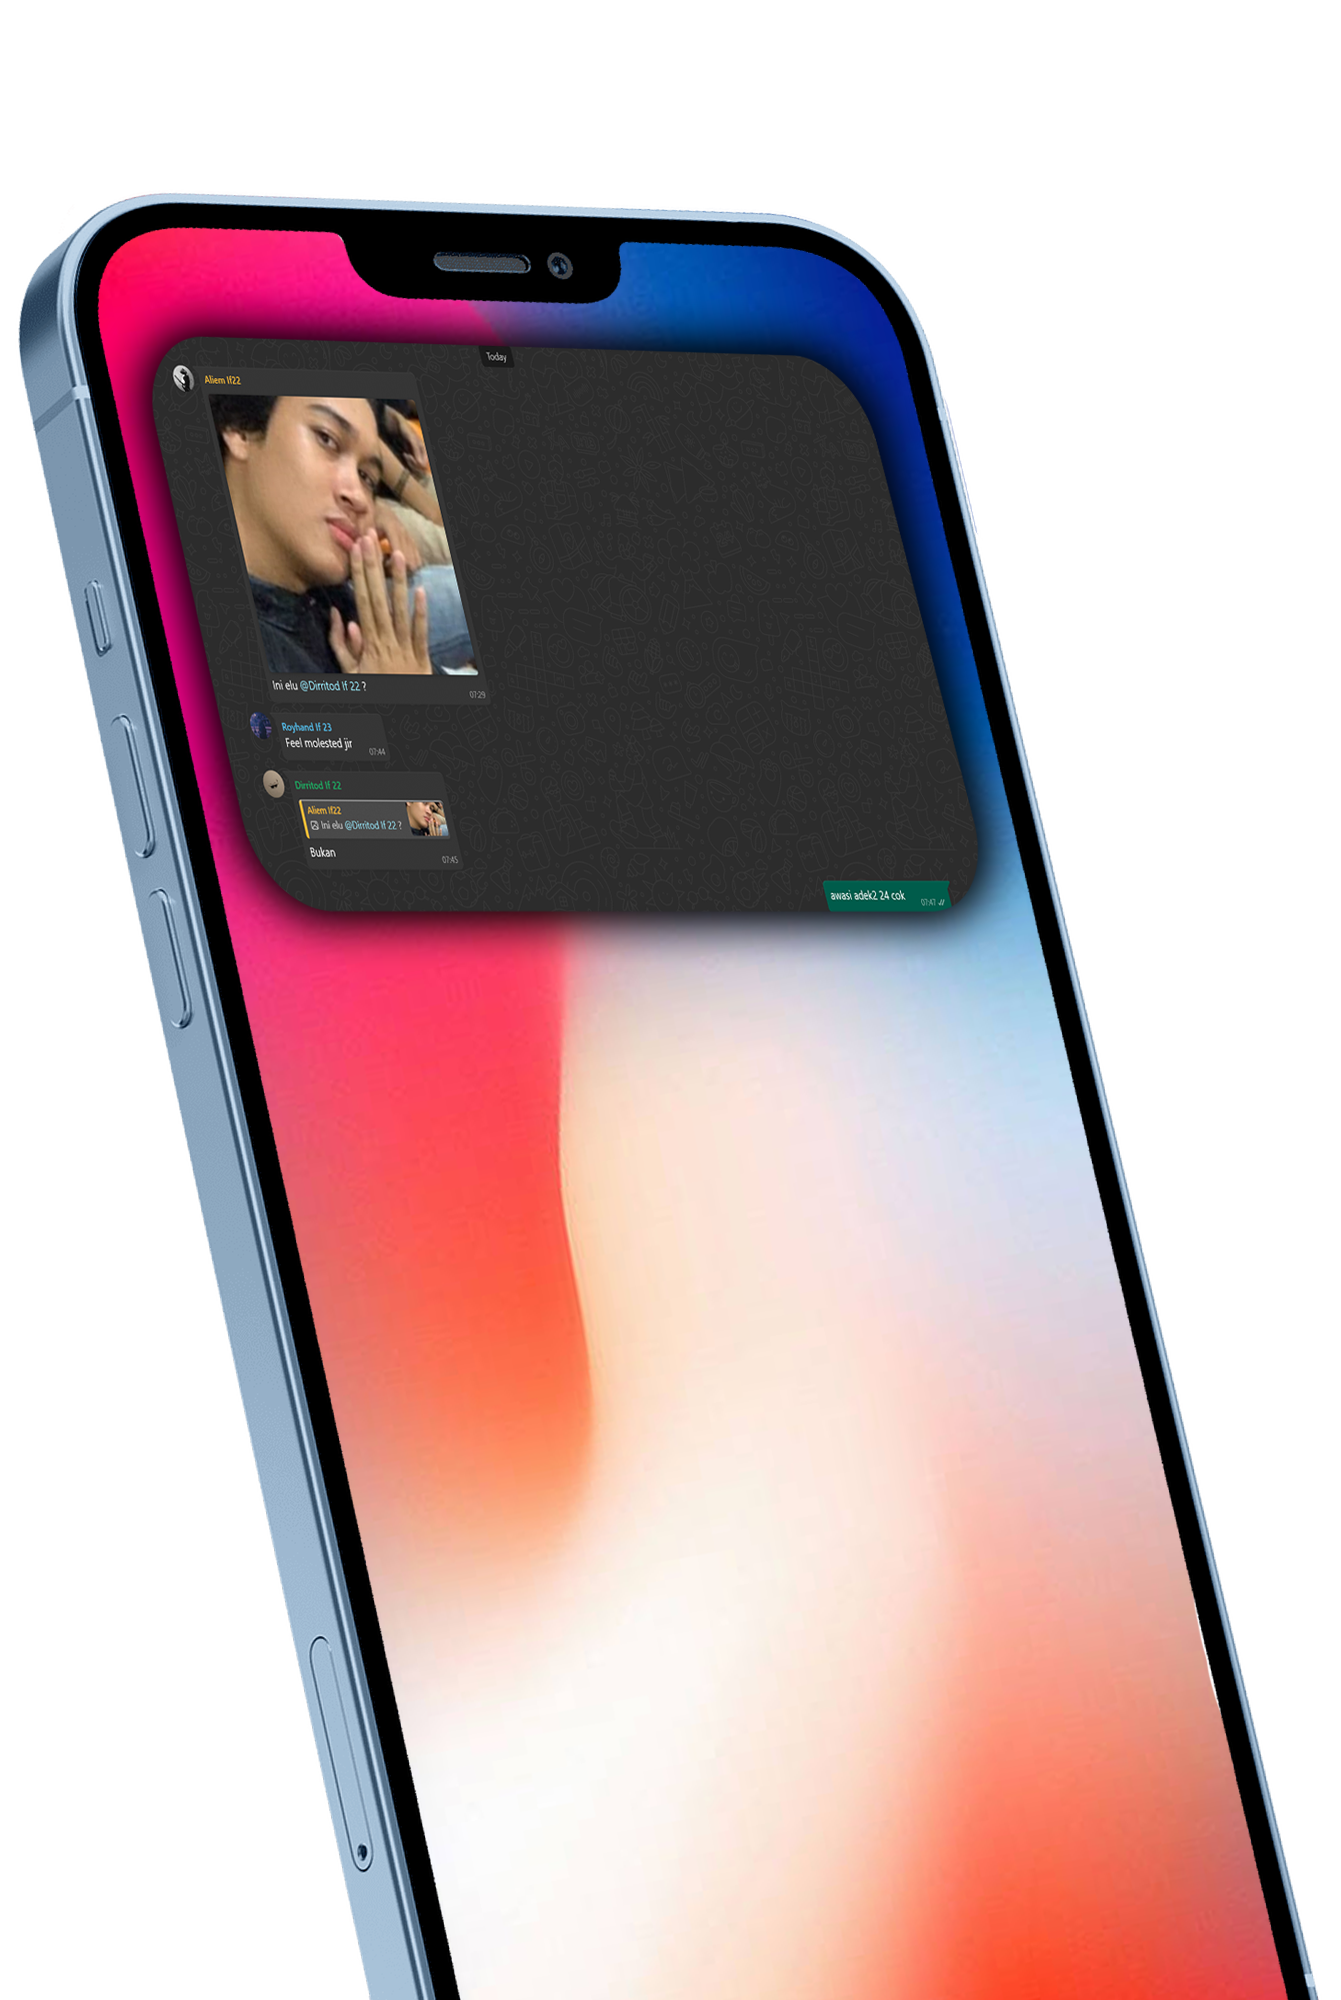 Today
Aliem If22
Ini elu @Dirritod If 22 ?
07:29
Royhand If 23
Feel molested jir
07:44
Dirritod If 22
Aliem If22
Ini elu @Dirritod If 22 ?
Bukan
07:45
awasi adek2 24 cok
07:47